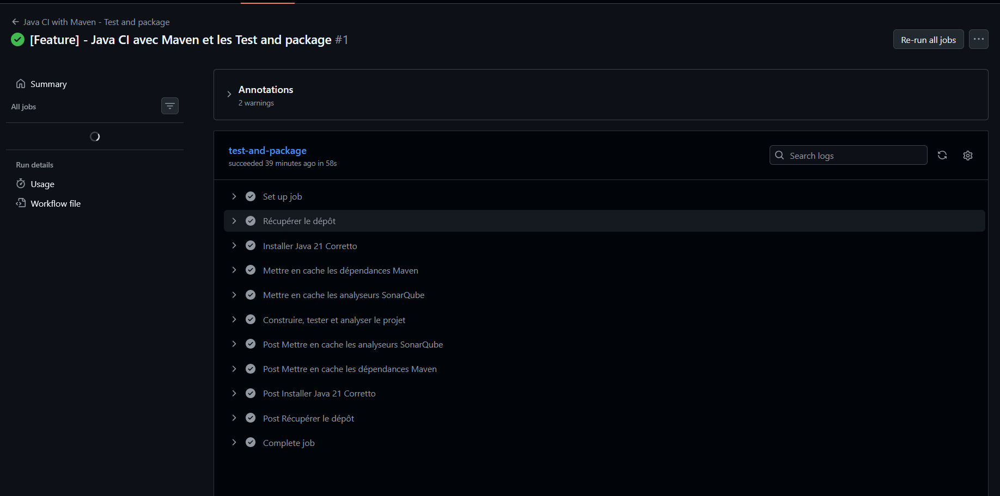 Java CI with Maven - Test and package
[Feature] - Java CI avec Maven et les Test and package #1
Re-run all jobs
Summary
All jobs
Run details
Usage
Workflow file
Annotations
2 warnings
test-and-package
succeeded 39 minutes ago in 58s
Search logs
Set up job
Récupérer le dépôt
Installer Java 21 Corretto
Mettre en cache les dépendances Maven
Mettre en cache les analyseurs SonarQube
Construire, tester et analyser le projet
Post Mettre en cache les analyseurs SonarQube
Post Mettre en cache les dépendances Maven
Post Installer Java 21 Corretto
Post Récupérer le dépôt
Complete job